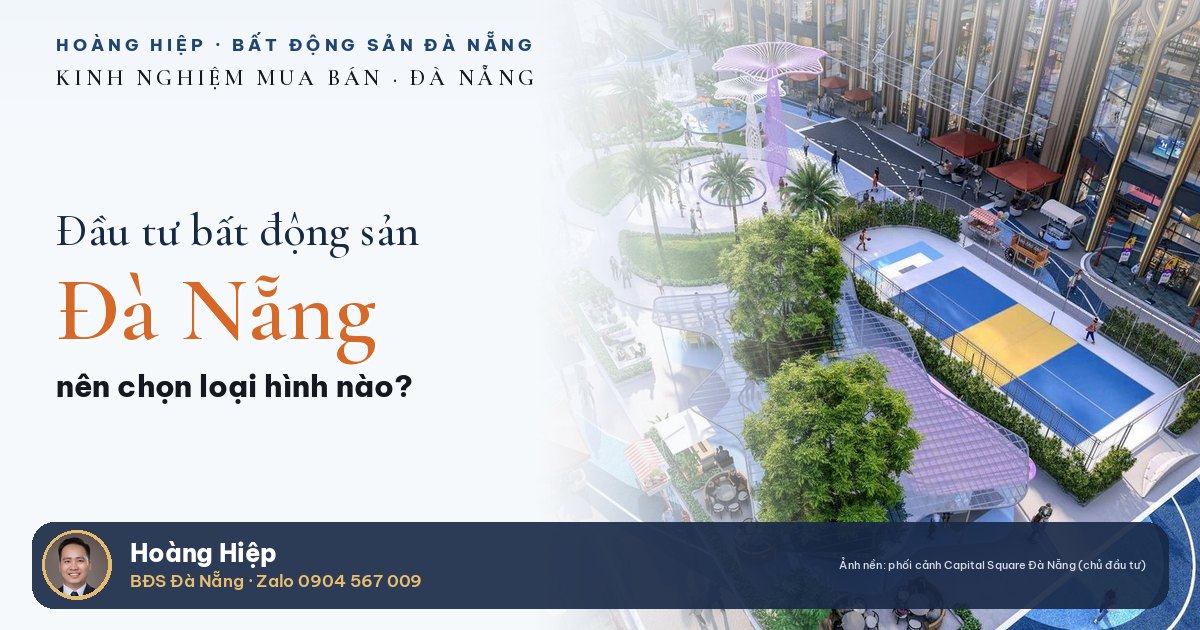 HOÀNG HIỆP · BẤT ĐỘNG SẢN ĐÀ NẴNG
KINH NGHIỆM MUA BÁN · ĐÀ NẴNG
Đầu tư bất động sản
Đà Nẵng
nên chọn loại hình nào?
Hoàng Hiệp
BĐS Đà Nẵng · Zalo 0904 567 009
Ảnh nền: phối cảnh Capital Square Đà Nẵng (chủ đầu tư)